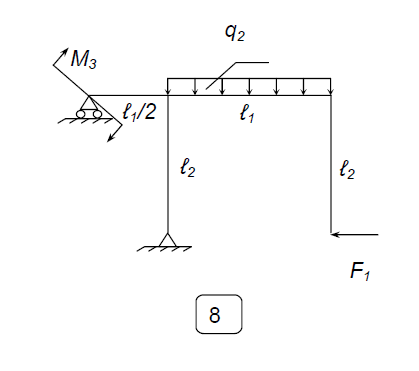 q₂
M₃
ℓ₁/2
ℓ₁
ℓ₂
ℓ₂
F₁
8